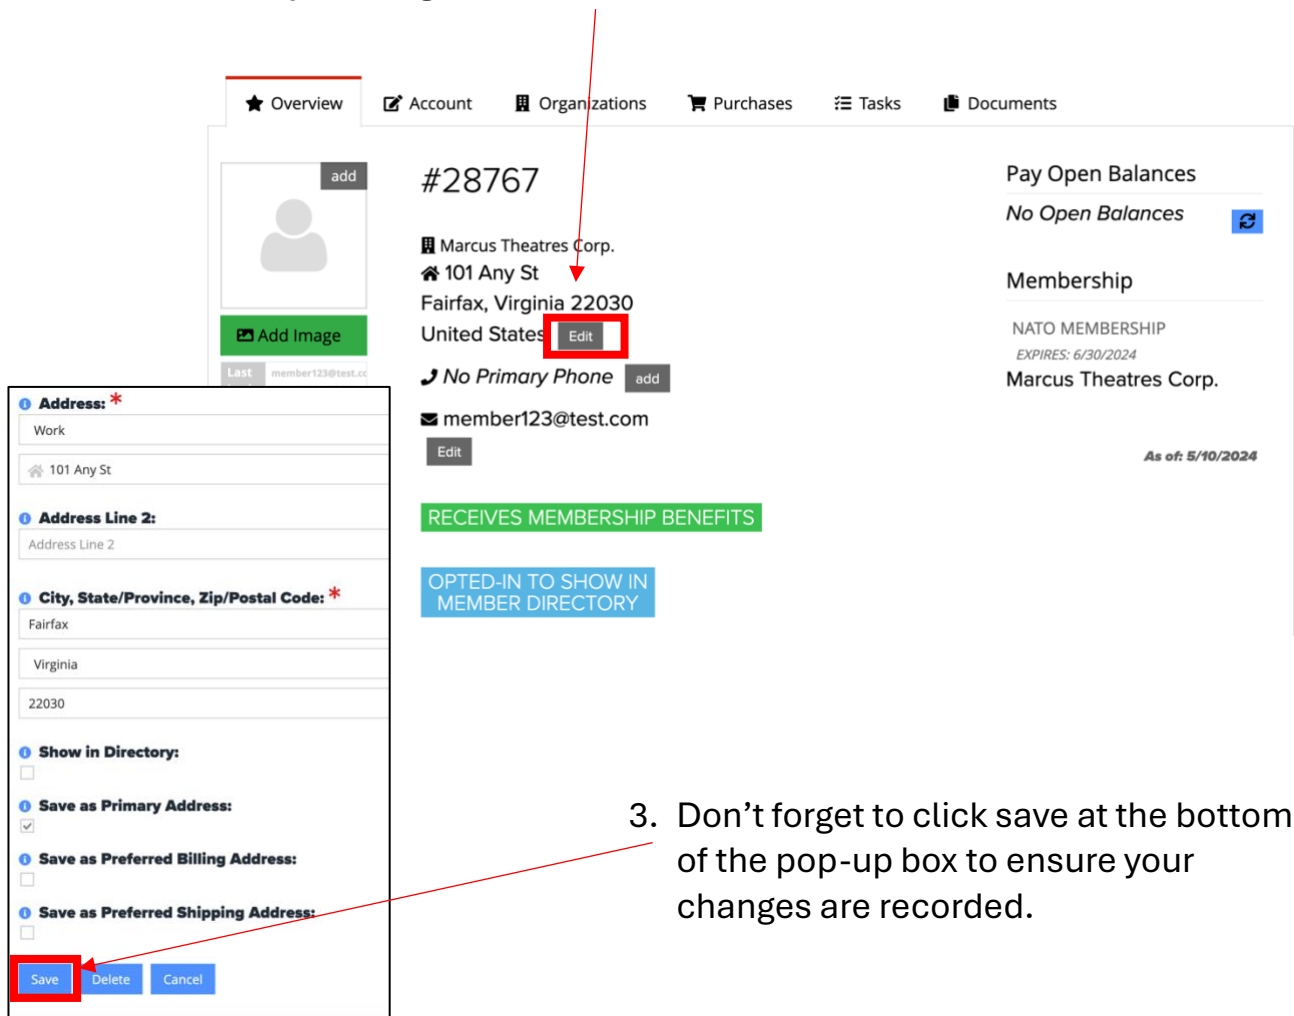 Overview
Account
Organizations
Purchases
Tasks
Documents
add
#28767
Marcus Theatres Corp.
101 Any St
Fairfax, Virginia 22030
United States
Edit
No Primary Phone
add
member123@test.com
Edit
RECEIVES MEMBERSHIP BENEFITS
OPTED-IN TO SHOW IN
MEMBER DIRECTORY
Add Image
Last
member123@test.cc
Pay Open Balances
No Open Balances
Membership
NATO MEMBERSHIP
EXPIRES: 6/30/2024
Marcus Theatres Corp.
As of: 5/10/2024
Address: *
Work
101 Any St
Address Line 2:
Address Line 2
City, State/Province, Zip/Postal Code: *
Fairfax
Virginia
22030
Show in Directory:
Save as Primary Address:
Save as Preferred Billing Address:
Save as Preferred Shipping Address:
Save
Delete
Cancel
3. Don’t forget to click save at the bottom
of the pop-up box to ensure your
changes are recorded.